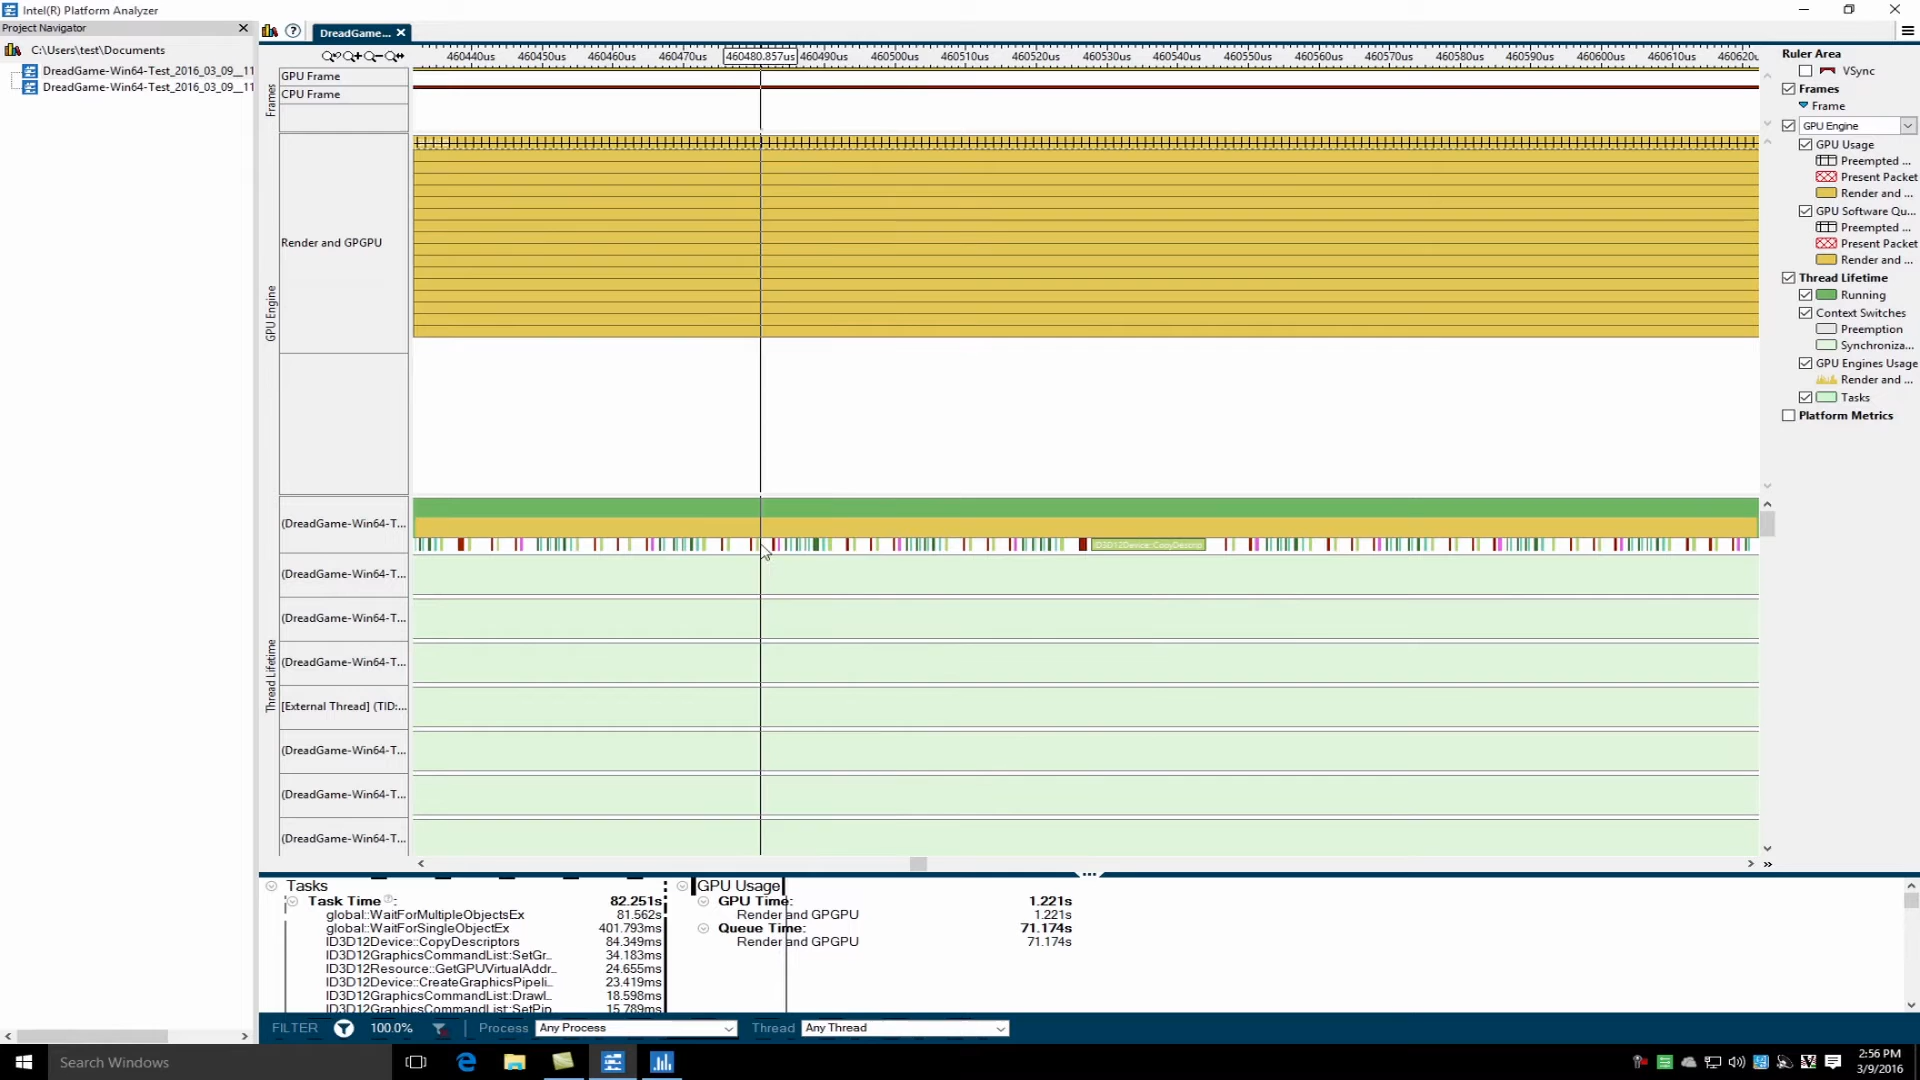 Intel(R) Platform Analyzer
Project Navigator
C:\Users\test\Documents
DreadGame-Win64-Test_2016_03_09__11
DreadGame-Win64-Test_2016_03_09__11
DreadGame...
460440us 460450us 460460us 460470us 460480.857us 460490us 460500us 460510us 460520us 460530us 460540us 460550us 460560us 460570us 460580us 460590us 460600us 460610us 460620u
Frames
GPU Frame
CPU Frame
GPU Engine
Render and GPGPU
Thread Lifetime
(DreadGame-Win64-T...
ID3D12Device::CopyDescrip
(DreadGame-Win64-T...
(DreadGame-Win64-T...
(DreadGame-Win64-T...
[External Thread] (TID:...
(DreadGame-Win64-T...
(DreadGame-Win64-T...
(DreadGame-Win64-T...
Ruler Area
VSync
Frames
Frame
GPU Engine
GPU Usage
Preempted ...
Present Packet
Render and ...
GPU Software Qu...
Preempted ...
Present Packet
Render and ...
Thread Lifetime
Running
Context Switches
Preemption
Synchroniza...
GPU Engines Usage
Render and ...
Tasks
Platform Metrics
Tasks
Task Time: 82.251s
global::WaitForMultipleObjectsEx 81.562s
global::WaitForSingleObjectEx 401.793ms
ID3D12Device::CopyDescriptors 84.349ms
ID3D12GraphicsCommandList::SetGr... 34.183ms
ID3D12Resource::GetGPUVirtualAddr... 24.655ms
ID3D12Device::CreateGraphicsPipeli... 23.419ms
ID3D12GraphicsCommandList::DrawI... 18.598ms
ID3D12GraphicsCommandList::SetPip... 15.789ms
GPU Usage
GPU Time: 1.221s
Render and GPGPU 1.221s
Queue Time: 71.174s
Render and GPGPU 71.174s
FILTER 100.0% Process Any Process Thread Any Thread
Search Windows
2:56 PM
3/9/2016